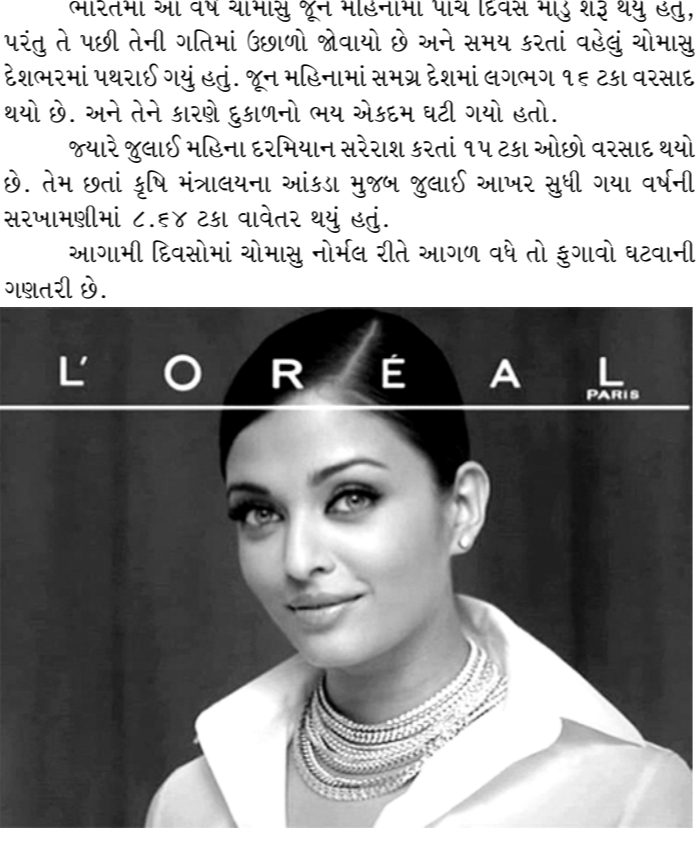 ભારતમાં આ વર્ષે ચોમાસુ જૂન મહિનામાં પાંચ દિવસ મોડુ શરૂ થયું હતું,
પરંતુ તે પછી તેની ગતિમાં ઉછાળો જોવાયો છે અને સમય કરતાં વહેલું ચોમાસુ
દેશભરમાં પથરાઈ ગયું હતું. જૂન મહિનામાં સમગ્ર દેશમાં લગભગ ૧૬ ટકા વરસાદ
થયો છે. અને તેને કારણે દુકાળનો ભય એકદમ ઘટી ગયો હતો.
જ્યારે જુલાઈ મહિના દરમિયાન સરેરાશ કરતાં ૧૫ ટકા ઓછો વરસાદ થયો
છે. તેમ છતાં કૃષિ મંત્રાલયના આંકડા મુજબ જુલાઈ આખર સુધી ગયા વર્ષની
સરખામણીમાં ૮.૬૪ ટકા વાવેતર થયું હતું.
આગામી દિવસોમાં ચોમાસુ નોર્મલ રીતે આગળ વધે તો ફુગાવો ઘટવાની
ગણતરી છે.
L'ORÉAL
PARIS